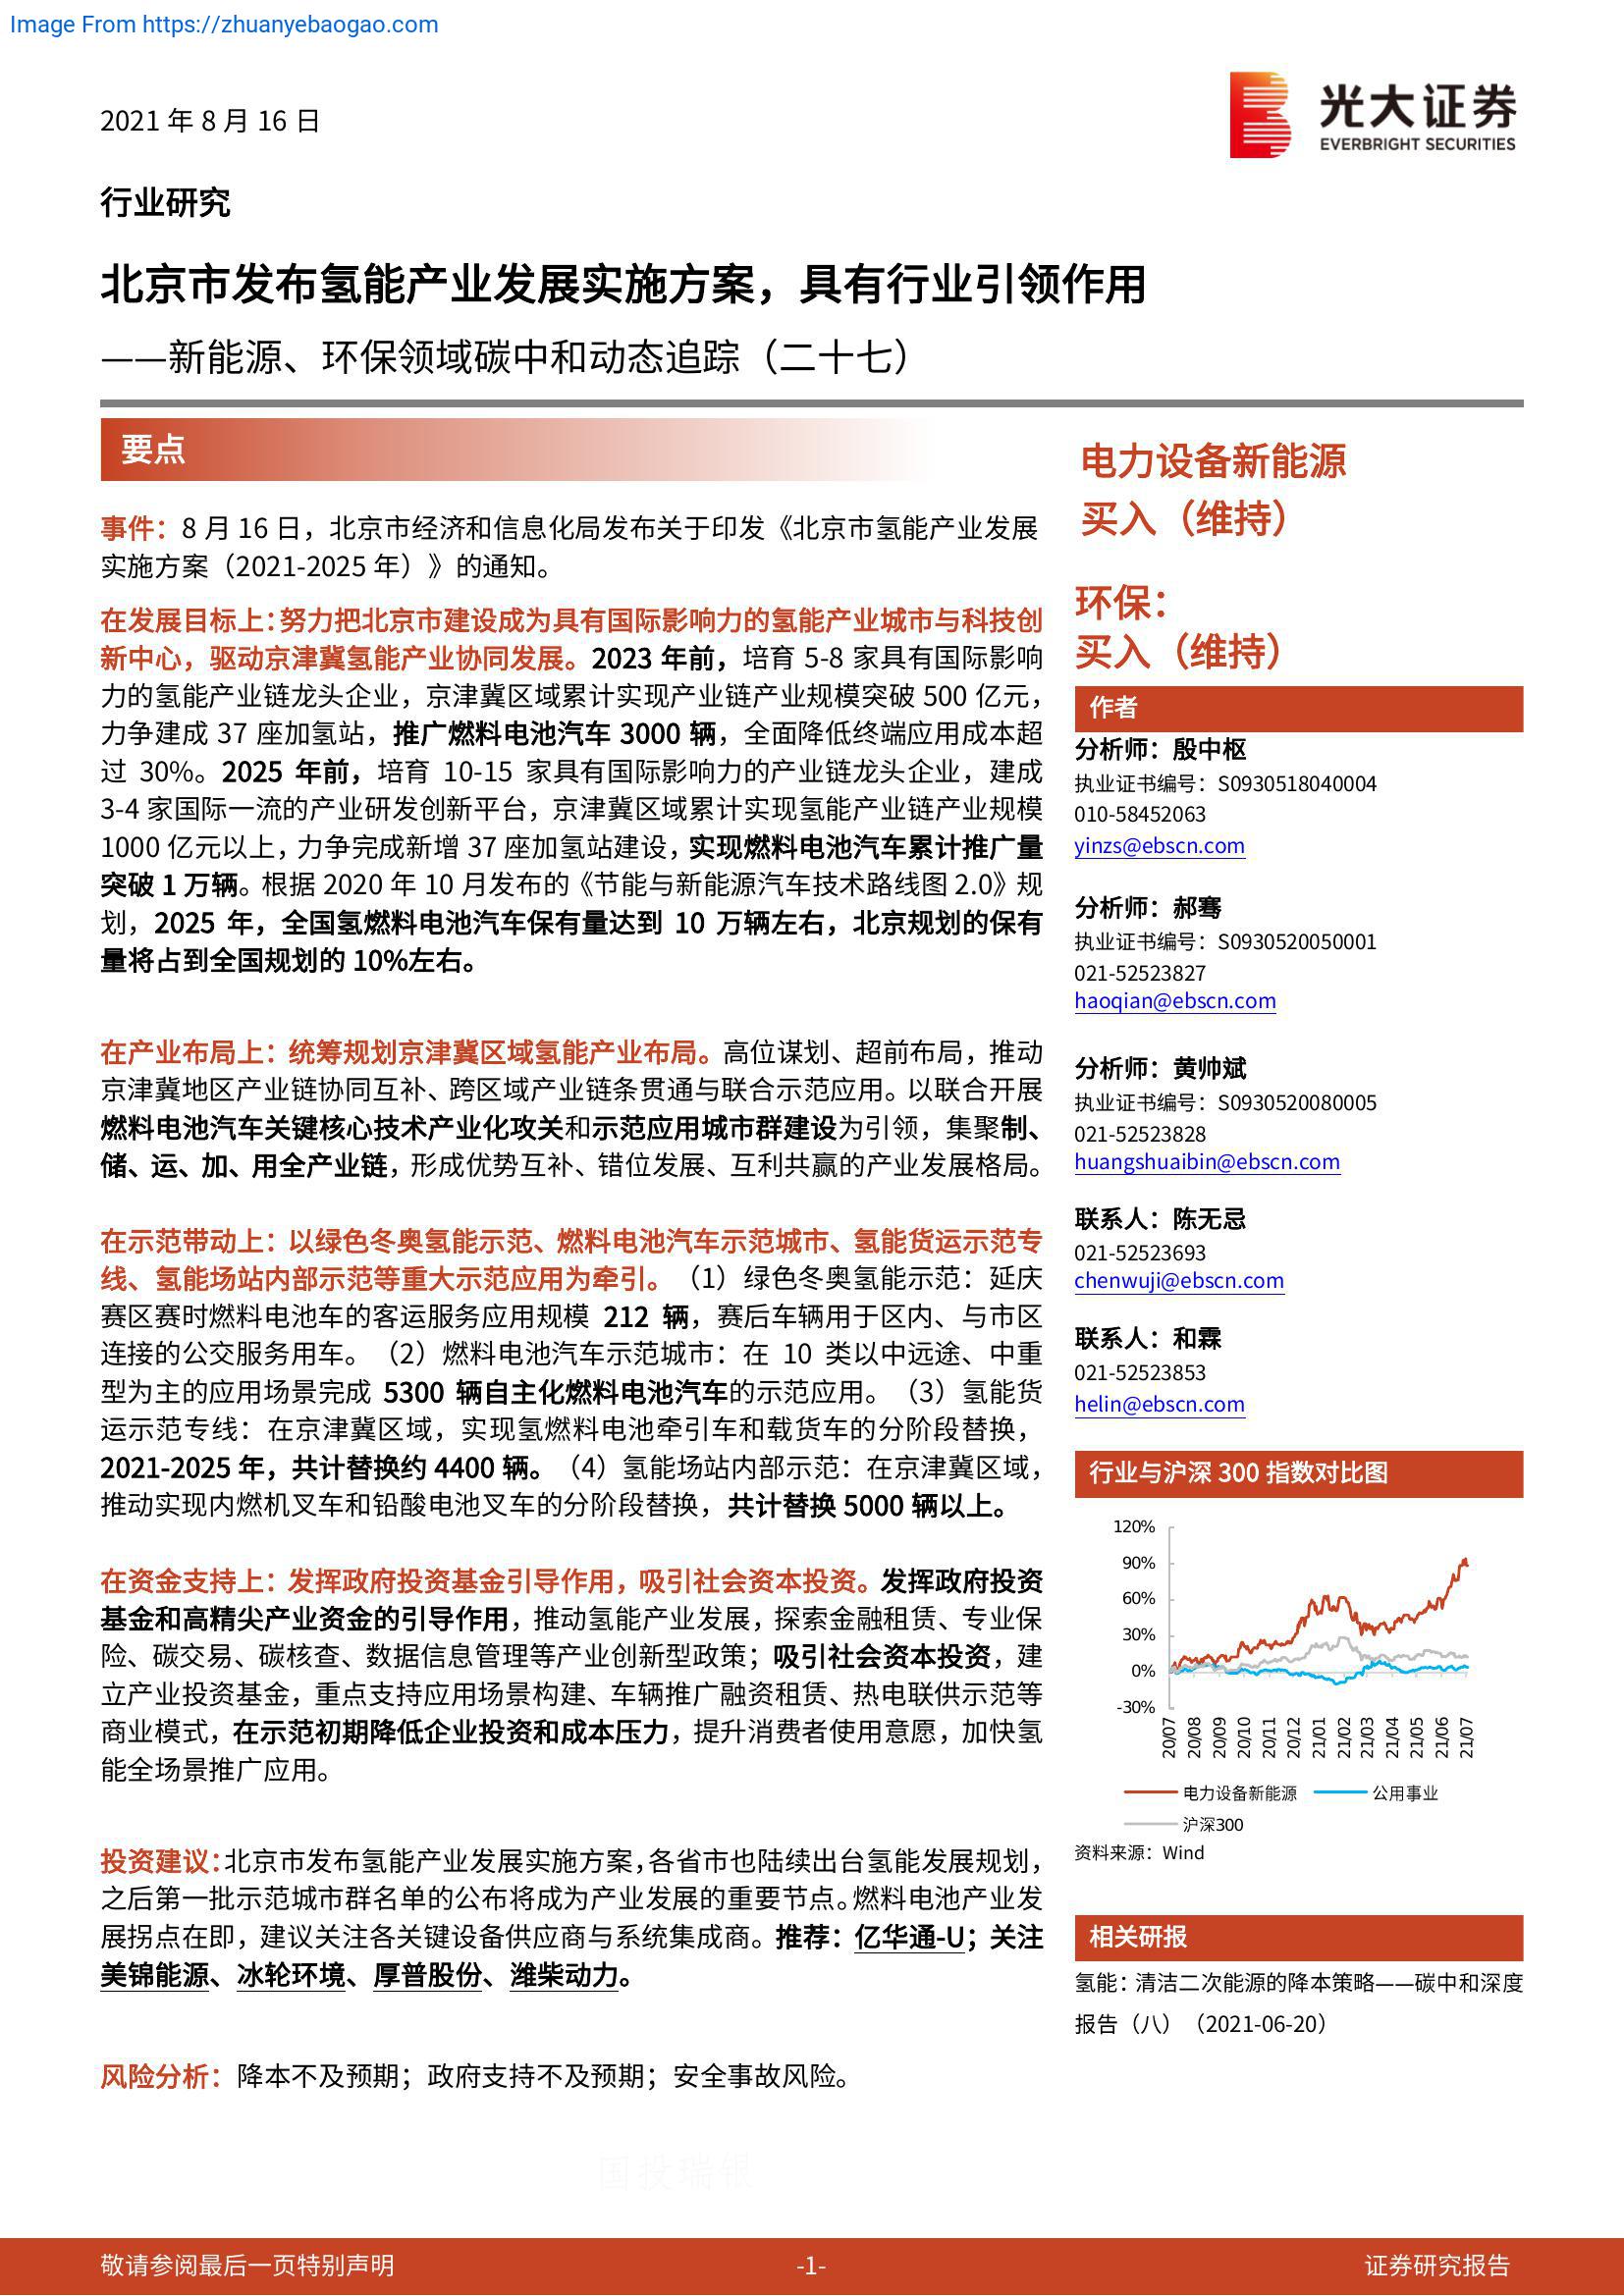 Image From https://zhuanyebaogao.com
2021 年 8 月 16 日
光大证券
EVERBRIGHT SECURITIES
行业研究
北京市发布氢能产业发展实施方案，具有行业引领作用
——新能源、环保领域碳中和动态追踪（二十七）
要点
事件：8 月 16 日，北京市经济和信息化局发布关于印发《北京市氢能产业发展
实施方案（2021-2025 年）》的通知。
在发展目标上：努力把北京市建设成为具有国际影响力的氢能产业城市与科技创
新中心，驱动京津冀氢能产业协同发展。2023 年前，培育 5-8 家具有国际影响
力的氢能产业链龙头企业，京津冀区域累计实现产业链产业规模突破 500 亿元，
力争建成 37 座加氢站，推广燃料电池汽车 3000 辆，全面降低终端应用成本超
过 30%。2025 年前，培育 10-15 家具有国际影响力的产业链龙头企业，建成
3-4 家国际一流的产业研发创新平台，京津冀区域累计实现氢能产业链产业规模
1000 亿元以上，力争完成新增 37 座加氢站建设，实现燃料电池汽车累计推广量
突破 1 万辆。根据 2020 年 10 月发布的《节能与新能源汽车技术路线图 2.0》规
划，2025 年，全国氢燃料电池汽车保有量达到 10 万辆左右，北京规划的保有
量将占到全国规划的 10%左右。
在产业布局上：统筹规划京津冀区域氢能产业布局。高位谋划、超前布局，推动
京津冀地区产业链协同互补、跨区域产业链条贯通与联合示范应用。以联合开展
燃料电池汽车关键核心技术产业化攻关和示范应用城市群建设为引领，集聚制、
储、运、加、用全产业链，形成优势互补、错位发展、互利共赢的产业发展格局。
在示范带动上：以绿色冬奥氢能示范、燃料电池汽车示范城市、氢能货运示范专
线、氢能场站内部示范等重大示范应用为牵引。（1）绿色冬奥氢能示范：延庆
赛区赛时燃料电池车的客运服务应用规模 212 辆，赛后车辆用于区内、与市区
连接的公交服务用车。（2）燃料电池汽车示范城市：在 10 类以中远途、中重
型为主的应用场景完成 5300 辆自主化燃料电池汽车的示范应用。（3）氢能货
运示范专线：在京津冀区域，实现氢燃料电池牵引车和载货车的分阶段替换，
2021-2025 年，共计替换约 4400 辆。（4）氢能场站内部示范：在京津冀区域，
推动实现内燃机叉车和铅酸电池叉车的分阶段替换，共计替换 5000 辆以上。
在资金支持上：发挥政府投资基金引导作用，吸引社会资本投资。发挥政府投资
基金和高精尖产业资金的引导作用，推动氢能产业发展，探索金融租赁、专业保
险、碳交易、碳核查、数据信息管理等产业创新型政策；吸引社会资本投资，建
立产业投资基金，重点支持应用场景构建、车辆推广融资租赁、热电联供示范等
商业模式，在示范初期降低企业投资和成本压力，提升消费者使用意愿，加快氢
能全场景推广应用。
投资建议：北京市发布氢能产业发展实施方案，各省市也陆续出台氢能发展规划，
之后第一批示范城市群名单的公布将成为产业发展的重要节点。燃料电池产业发
展拐点在即，建议关注各关键设备供应商与系统集成商。推荐：亿华通-U；关注
美锦能源、冰轮环境、厚普股份、潍柴动力。
风险分析：降本不及预期；政府支持不及预期；安全事故风险。
电力设备新能源
买入（维持）
环保：
买入（维持）
作者
分析师：殷中枢
执业证书编号：S0930518040004
010-58452063
yinzs@ebscn.com
分析师：郝骞
执业证书编号：S0930520050001
021-52523827
haoqian@ebscn.com
分析师：黄帅斌
执业证书编号：S0930520080005
021-52523828
huangshuaibin@ebscn.com
联系人：陈无忌
021-52523693
chenwuji@ebscn.com
联系人：和霖
021-52523853
helin@ebscn.com
行业与沪深 300 指数对比图
120%
90%
60%
30%
0%
-30%
20/07
20/08
20/09
20/10
20/11
20/12
21/01
21/02
21/03
21/04
21/05
21/06
21/07
电力设备新能源
公用事业
沪深300
资料来源：Wind
相关研报
氢能：清洁二次能源的降本策略——碳中和深度
报告（八）（2021-06-20）
国投瑞银
敬请参阅最后一页特别声明
-1-
证券研究报告